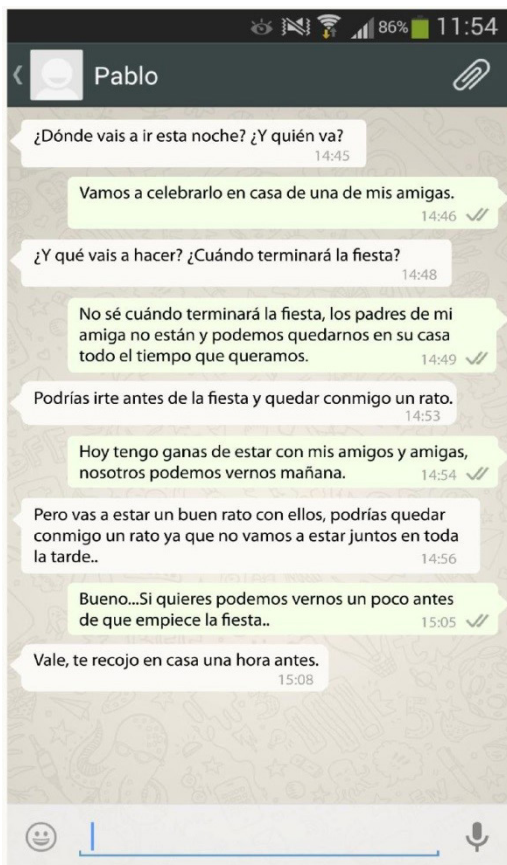 86% 11:54
Pablo
¿Dónde vais a ir esta noche? ¿Y quién va?
14:45
Vamos a celebrarlo en casa de una de mis amigas.
14:46
¿Y qué vais a hacer? ¿Cuándo terminará la fiesta?
14:48
No sé cuándo terminará la fiesta, los padres de mi
amiga no están y podemos quedarnos en su casa
todo el tiempo que queramos.
14:49
Podrías irte antes de la fiesta y quedar conmigo un rato.
14:53
Hoy tengo ganas de estar con mis amigos y amigas,
nosotros podemos vernos mañana.
14:54
Pero vas a estar un buen rato con ellos, podrías quedar
conmigo un rato ya que no vamos a estar juntos en toda
la tarde..
14:56
Bueno...Si quieres podemos vernos un poco antes
de que empiece la fiesta..
15:05
Vale, te recojo en casa una hora antes.
15:08